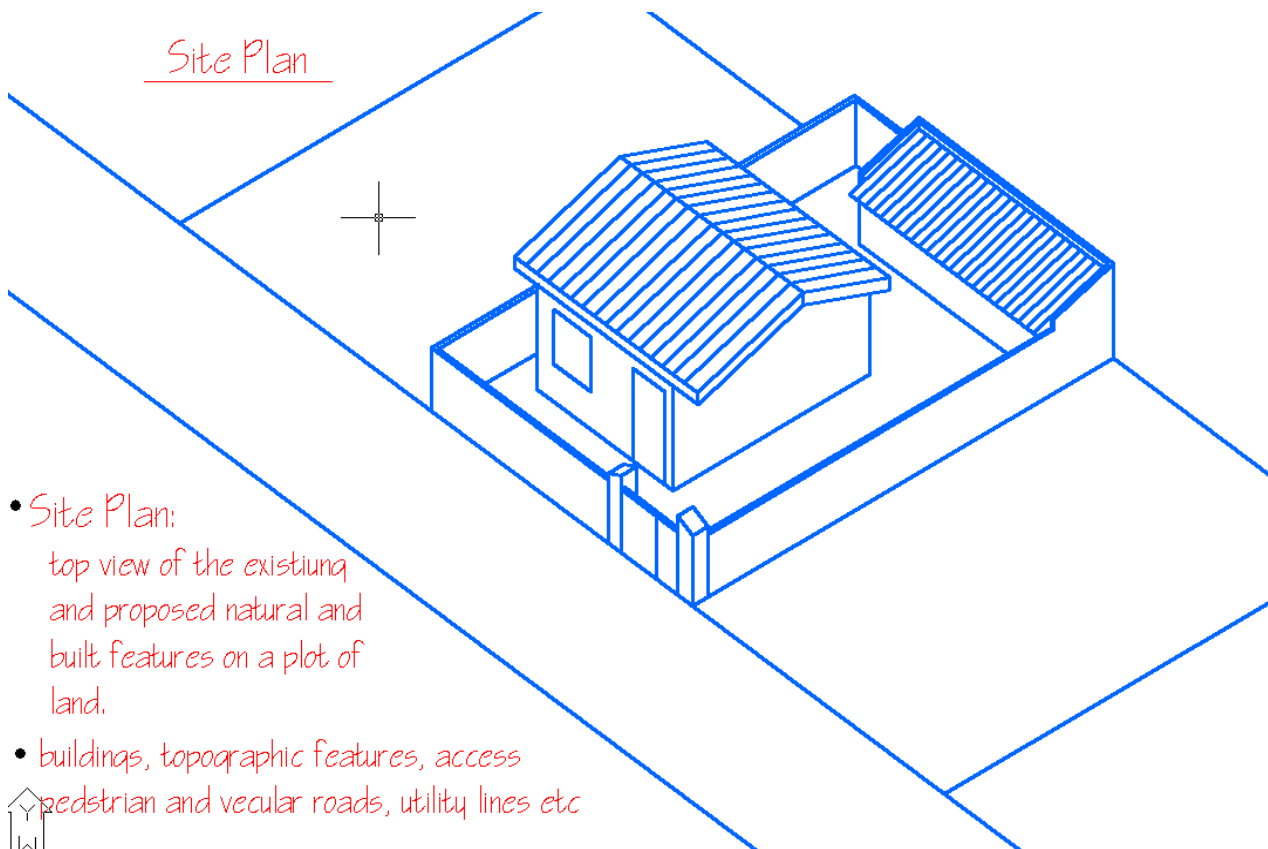 Site Plan
• Site Plan:
top view of the existiung
and proposed natural and
built features on a plot of
land.
• buildings, topographic features, access
pedstrian and vecular roads, utility lines etc
Y
W